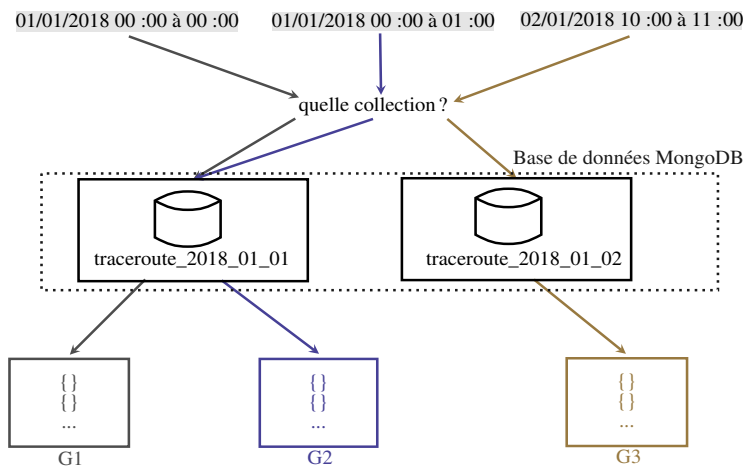 01/01/2018 00 :00 à 00 :00
01/01/2018 00 :00 à 01 :00
02/01/2018 10 :00 à 11 :00
quelle collection ?
Base de données MongoDB
traceroute_2018_01_01
traceroute_2018_01_02
{}
{}
...
{}
{}
...
{}
{}
...
G1
G2
G3